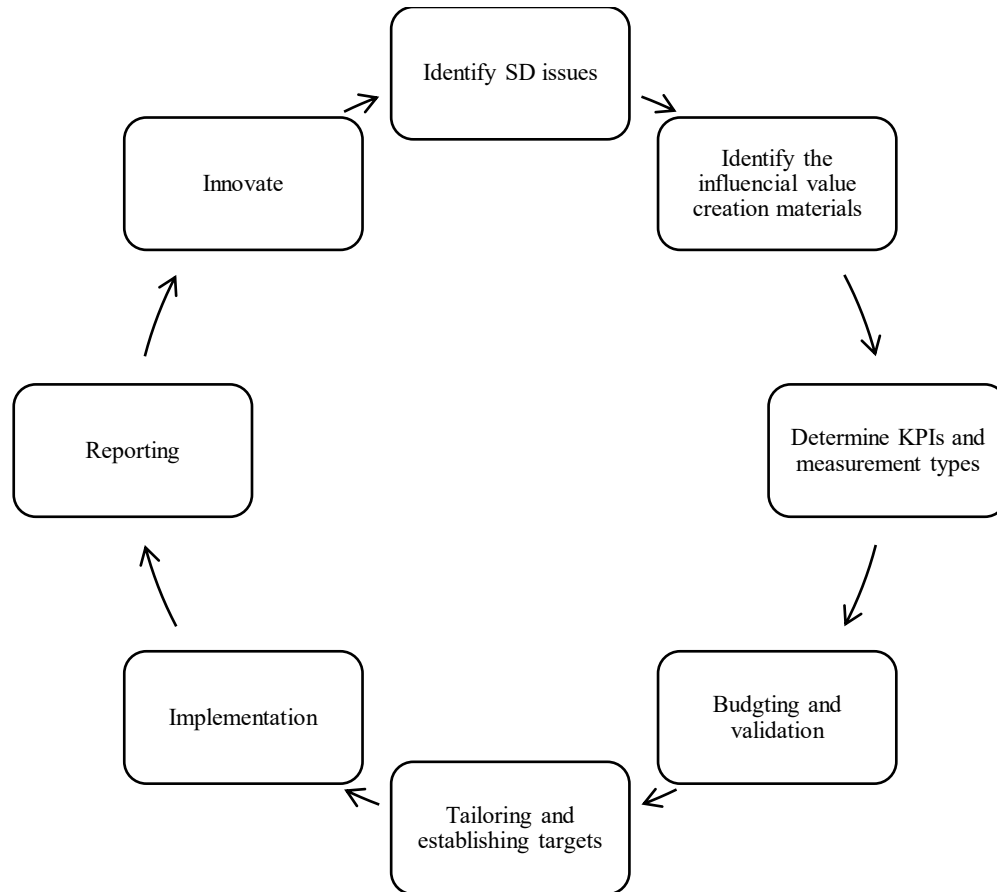 Identify SD issues
Identify the
influencial value
creation materials
Determine KPIs and
measurement types
Budgting and
validation
Tailoring and
establishing targets
Implementation
Reporting
Innovate